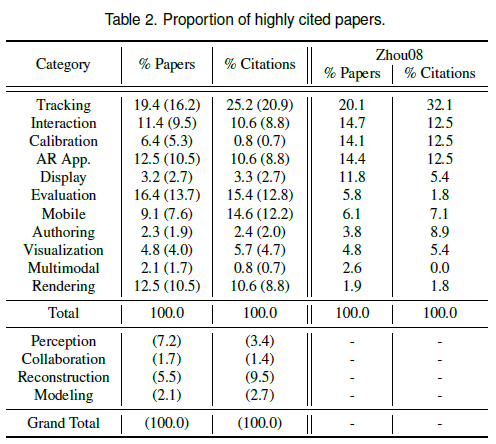 Table 2. Proportion of highly cited papers.
Category % Papers % Citations Zhou08
% Papers % Citations
Tracking 19.4 (16.2) 25.2 (20.9) 20.1 32.1
Interaction 11.4 (9.5) 10.6 (8.8) 14.7 12.5
Calibration 6.4 (5.3) 0.8 (0.7) 14.1 12.5
AR App. 12.5 (10.5) 10.6 (8.8) 14.4 12.5
Display 3.2 (2.7) 3.3 (2.7) 11.8 5.4
Evaluation 16.4 (13.7) 15.4 (12.8) 5.8 1.8
Mobile 9.1 (7.6) 14.6 (12.2) 6.1 7.1
Authoring 2.3 (1.9) 2.4 (2.0) 3.8 8.9
Visualization 4.8 (4.0) 5.7 (4.7) 4.8 5.4
Multimodal 2.1 (1.7) 0.8 (0.7) 2.6 0.0
Rendering 12.5 (10.5) 10.6 (8.8) 1.9 1.8
Total 100.0 100.0 100.0 100.0
Perception (7.2) (3.4) - -
Collaboration (1.7) (1.4) - -
Reconstruction (5.5) (9.5) - -
Modeling (2.1) (2.7) - -
Grand Total (100.0) (100.0) - -